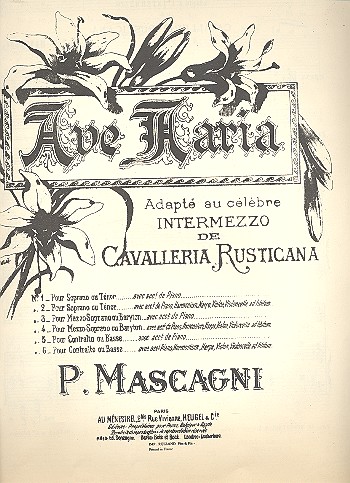 Ave Maria
Adapté au célèbre
INTERMEZZO
DE
CAVALLERIA RUSTICANA
Nº 1 _ Pour Soprano ou Ténor ...... avec acct de Piano
" 2 _ Pour Soprano ou Ténor ...... avec acct de Piano, Harmonium, Harpe, Violon, Violoncelle ad libitum
" 3 _ Pour Mezzo-Soprano ou Baryton ... avec acct de Piano
" 4 _ Pour Mezzo-Soprano ou Baryton avec acct de Piano, Harmonium, Harpe, Violon, Violoncelle ad libitum
" 5 _ Pour Contralto ou Basse ...... avec acct de Piano
" 6 _ Pour Contralto ou Basse ...... avec acct de Piano, Harmonium, Harpe, Violon, Violoncelle ad libitum
P. MASCAGNI
PARIS
AU MÉNESTREL, 2bis RUE VIVIENNE, HEUGEL & Cie
Printed in France